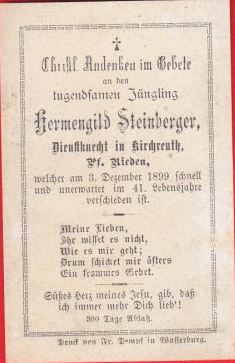 Christl. Andenken im Gebete
an den
tugendsamen Jüngling
Hermengild Steinberger,
Dienstknecht in Kirchreuth,
Pf. Rieden,
welcher am 3. Dezember 1899 schnell
und unerwartet im 41. Lebensjahre
verschieden ist.
Meine Lieben,
Ihr wisset es nicht,
Wie es mir geht;
Drum schicket mir öfters
Ein frommes Gebet.
Süßes Herz meines Jesu, gib, daß
ich immer mehr Dich lieb'!
300 Tage Ablaß.
Druck von Fr. Dempf in Wasserburg.